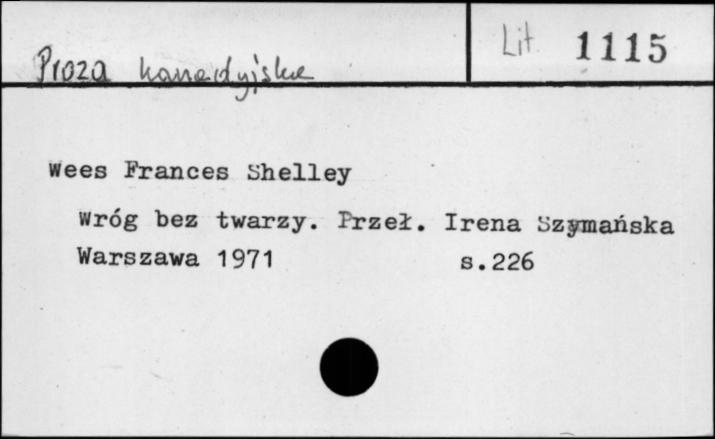 Proza kanadyjska
Lit 1115
Wees Frances Shelley
Wróg bez twarzy. Przeł. Irena Szymańska
Warszawa 1971 s.226